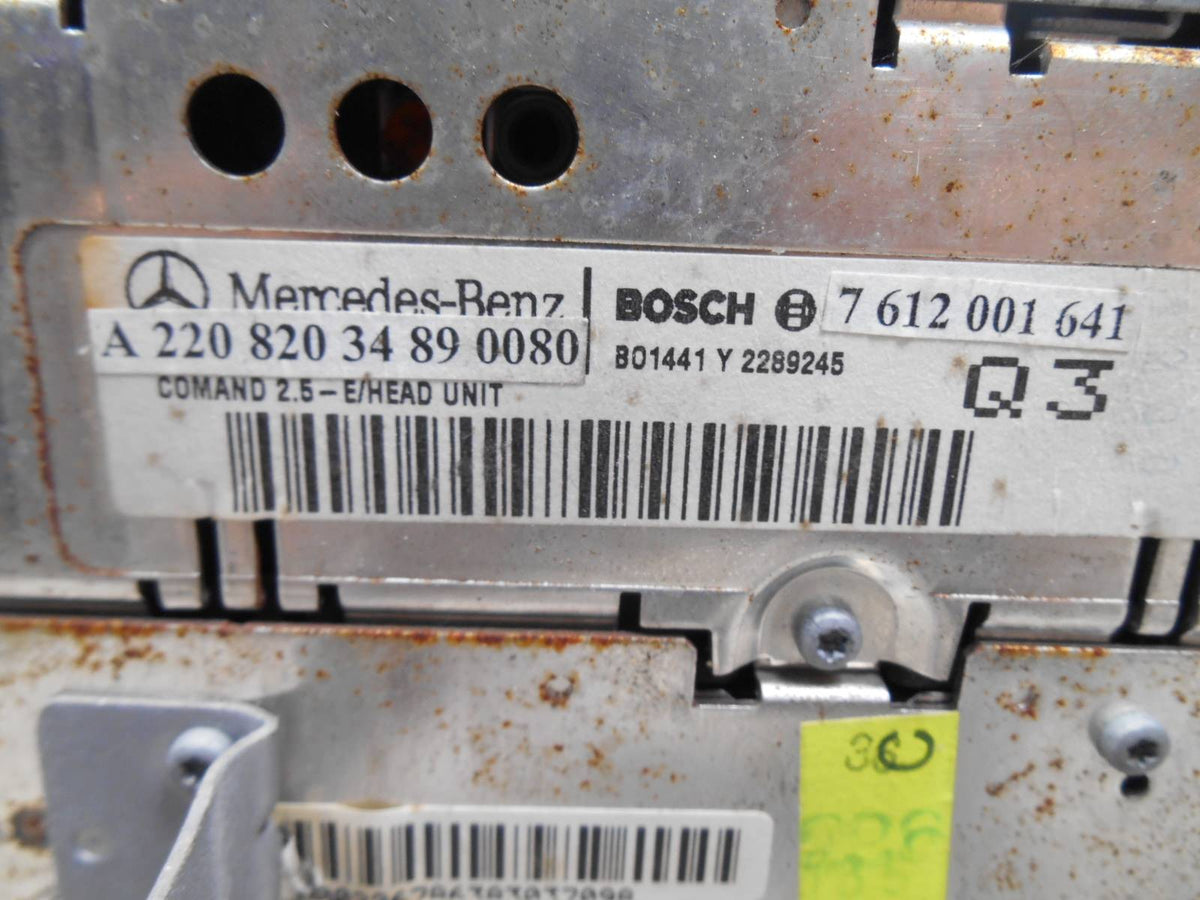 Mercedes-Benz
BOSCH 7 612 001 641
A 220 820 34 89 0080
B01441 Y 2289245
COMAND 2.5 – E/HEAD UNIT
Q3
36